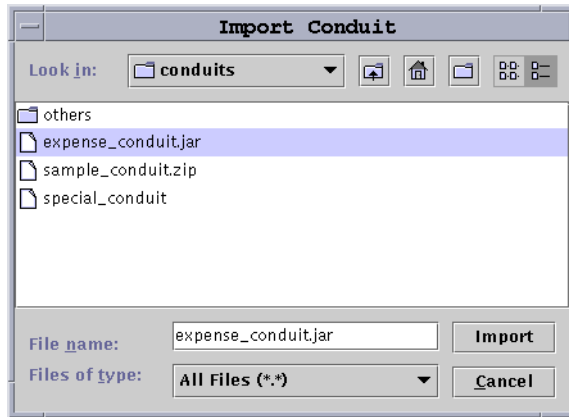 Import Conduit
Look in: conduits
others
expense_conduit.jar
sample_conduit.zip
special_conduit
File name: expense_conduit.jar Import
Files of type: All Files (*.*) Cancel